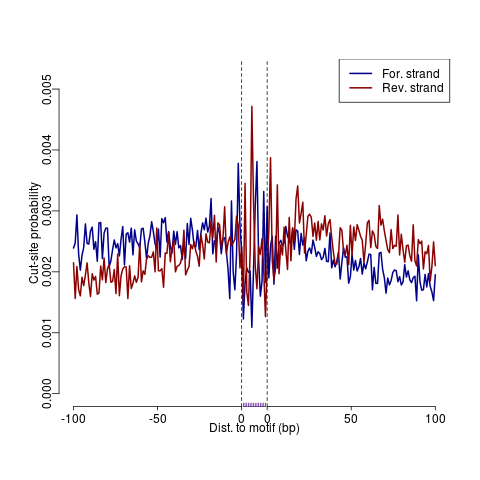 For. strand
Rev. strand
Cut-site probability
0.005
0.004
0.003
0.002
0.001
0.000
-100 -50 0 0 50 100
Dist. to motif (bp)